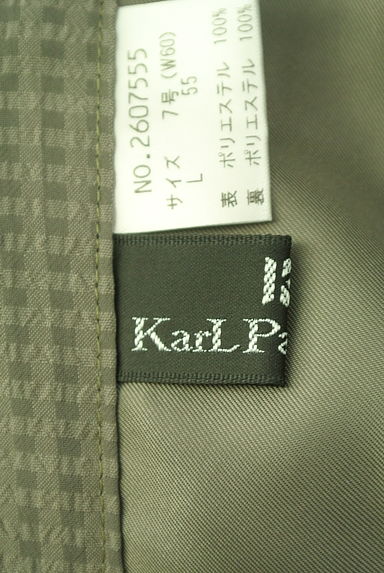 NO.2607555
サイズ 7号 (W60)
L 55
表 ポリエステル 100%
裏 ポリエステル 100%
KarL